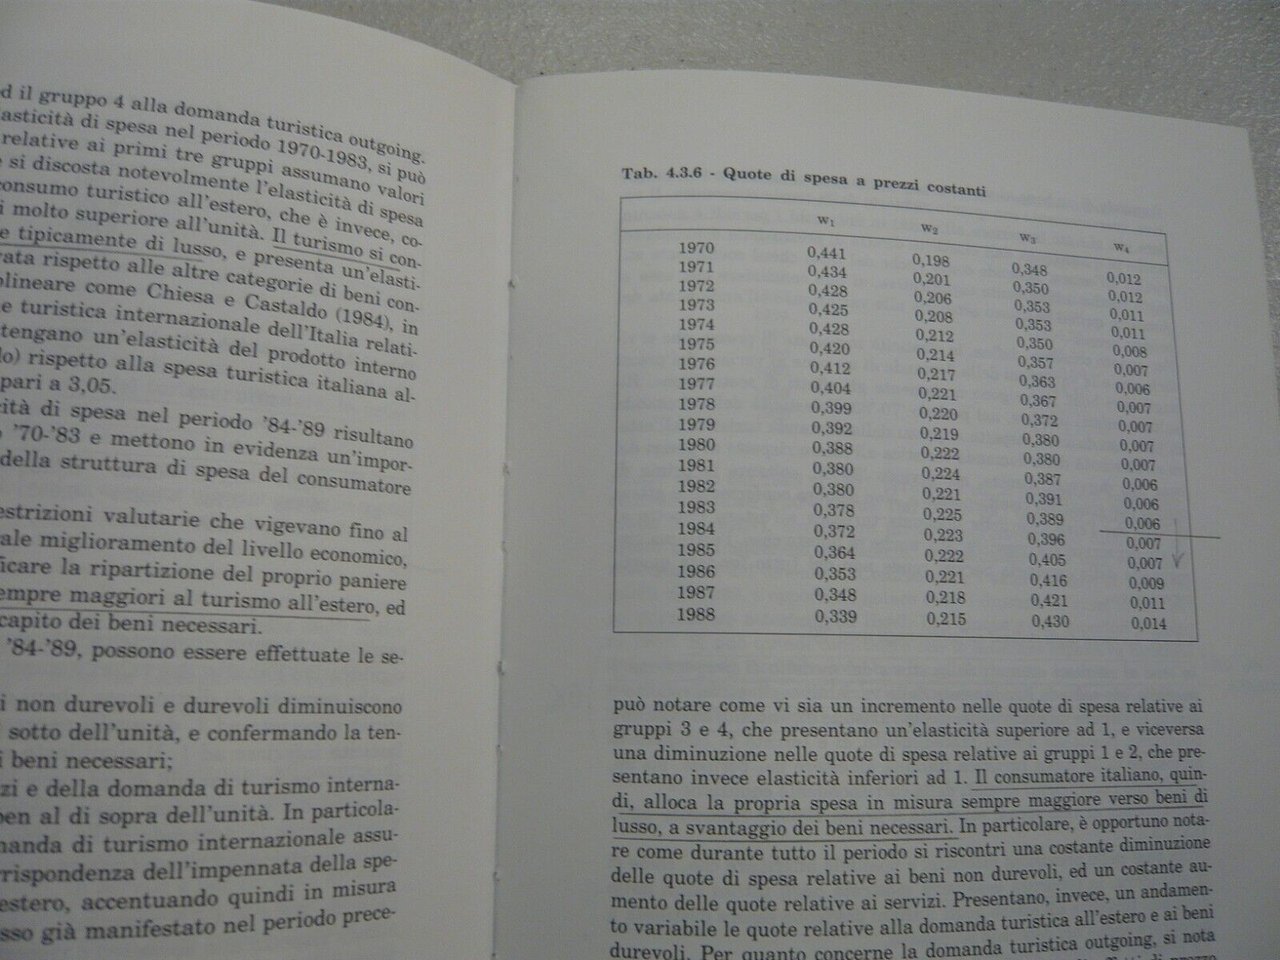 d il gruppo 4 alla domanda turistica outgoing.
lasticità di spesa nel periodo 1970-1983, si può
relative ai primi tre gruppi assumano valori
si discosta notevolmente l'elasticità di spesa
consumo turistico all'estero, che è invece, co-
i molto superiore all'unità. Il turismo si con-
e tipicamente di lusso, e presenta un'elasti-
vata rispetto alle altre categorie di beni con-
olineare come Chiesa e Castaldo (1984), in
e turistica internazionale dell'Italia relati-
tengano un'elasticità del prodotto interno
lo) rispetto alla spesa turistica italiana al-
pari a 3,05.
cità di spesa nel periodo '84-'89 risultano
'70-'83 e mettono in evidenza un'impor-
della struttura di spesa del consumatore
estrizioni valutarie che vigevano fino al
ale miglioramento del livello economico,
ficare la ripartizione del proprio paniere
empre maggiori al turismo all'estero, ed
capito dei beni necessari.
'84-'89, possono essere effettuate le se-
i non durevoli e durevoli diminuiscono
sotto dell'unità, e confermando la ten-
i beni necessari;
zi e della domanda di turismo interna-
ben al di sopra dell'unità. In particola-
manda di turismo internazionale assu-
rrispondenza dell'impennata della spe-
estero, accentuando quindi in misura
sso già manifestato nel periodo prece-
Tab. 4.3.6 - Quote di spesa a prezzi costanti
w1 w2 w3 w4
1970 0,441 0,198 0,348 0,012
1971 0,434 0,201 0,350 0,012
1972 0,428 0,206 0,353 0,011
1973 0,425 0,208 0,353 0,011
1974 0,428 0,212 0,350 0,008
1975 0,420 0,214 0,357 0,007
1976 0,412 0,217 0,363 0,006
1977 0,404 0,221 0,367 0,007
1978 0,399 0,220 0,372 0,007
1979 0,392 0,219 0,380 0,007
1980 0,388 0,222 0,380 0,007
1981 0,380 0,224 0,387 0,006
1982 0,380 0,221 0,391 0,006
1983 0,378 0,225 0,389 0,006
1984 0,372 0,223 0,396 0,007
1985 0,364 0,222 0,405 0,007
1986 0,353 0,221 0,416 0,009
1987 0,348 0,218 0,421 0,011
1988 0,339 0,215 0,430 0,014
può notare come vi sia un incremento nelle quote di spesa relative ai
gruppi 3 e 4, che presentano un'elasticità superiore ad 1, e viceversa
una diminuzione nelle quote di spesa relative ai gruppi 1 e 2, che pre-
sentano invece elasticità inferiori ad 1. Il consumatore italiano, quin-
di, alloca la propria spesa in misura sempre maggiore verso beni di
lusso, a svantaggio dei beni necessari. In particolare, è opportuno nota-
re come durante tutto il periodo si riscontri una costante diminuzione
delle quote di spesa relative ai beni non durevoli, ed un costante au-
mento delle quote relative ai servizi. Presentano, invece, un andamen-
to variabile le quote relative alla domanda turistica all'estero e ai beni
durevoli. Per quanto concerne la domanda turistica outgoing, si nota